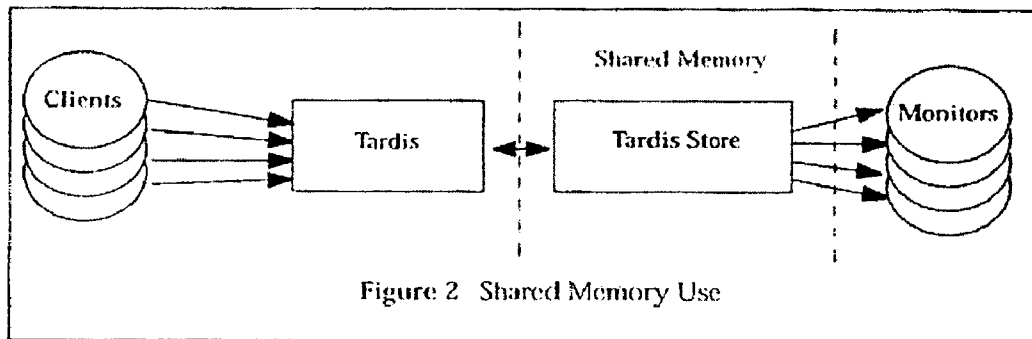 Shared Memory
Clients
Tardis
Tardis Store
Monitors
Figure 2 Shared Memory Use